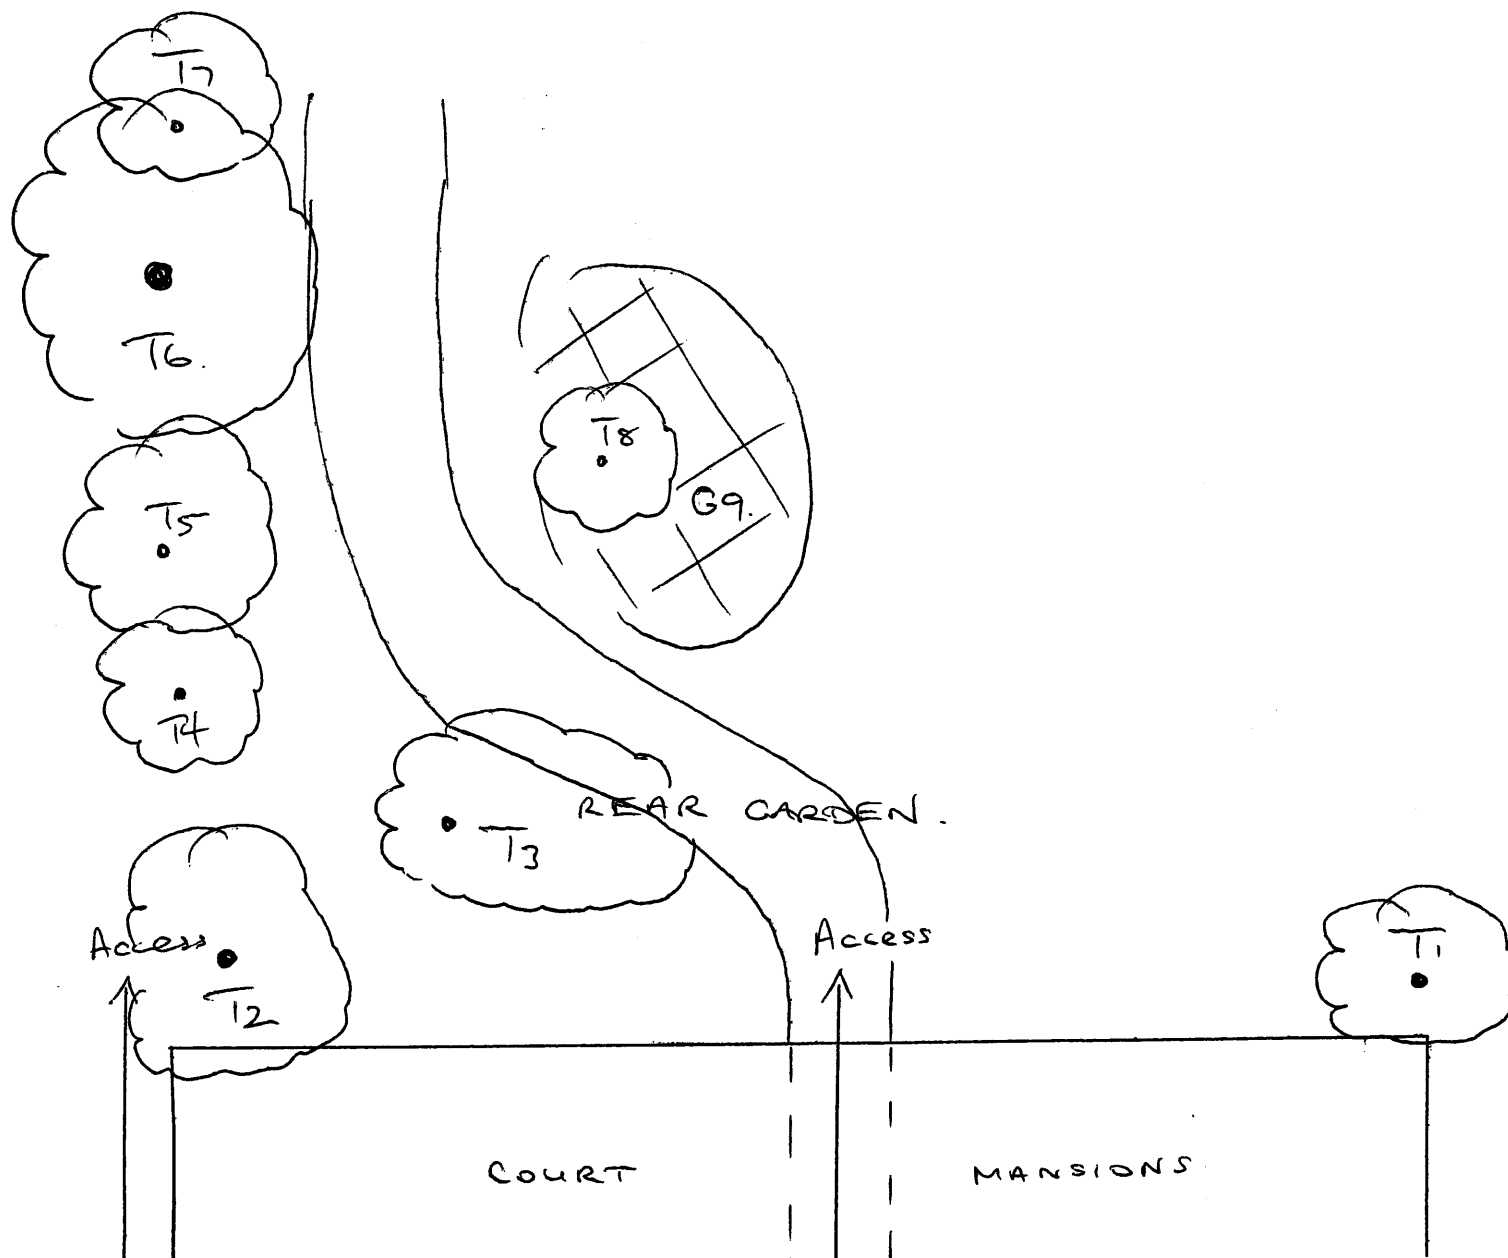 T7
T6.
T8
T5
G9.
T4
REAR GARDEN.
T3
Access
Access
T1
T2
COURT MANSIONS